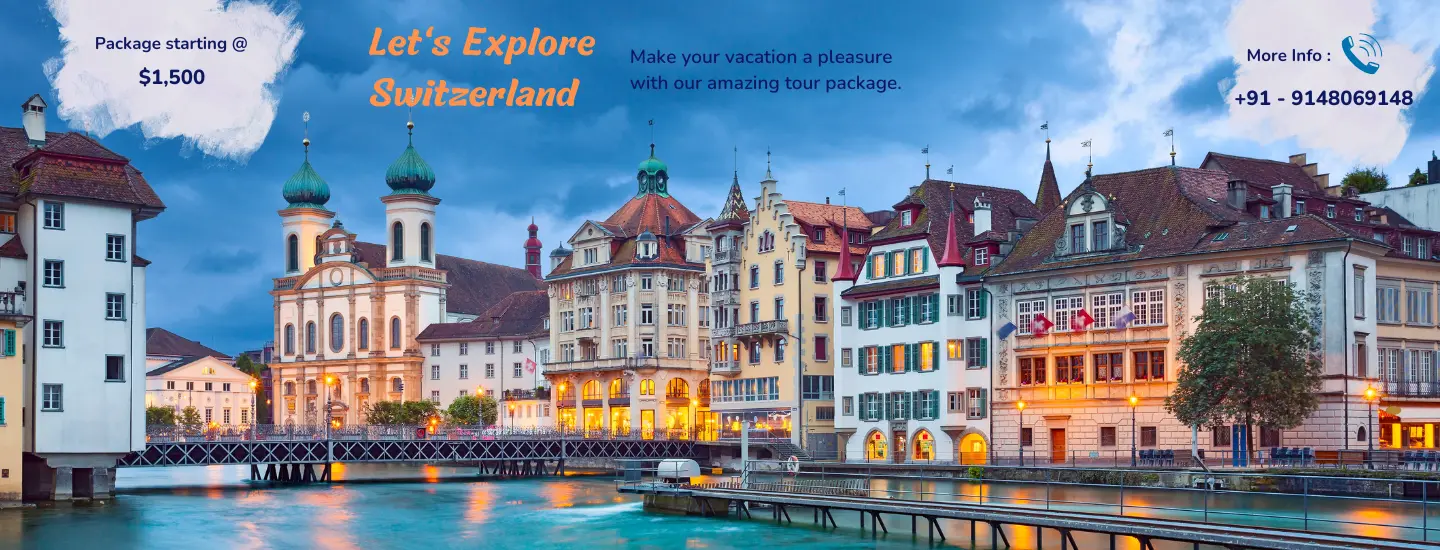 Package starting @
$1,500
Let's Explore
Switzerland
Make your vacation a pleasure
with our amazing tour package.
More Info :
+91 - 9148069148